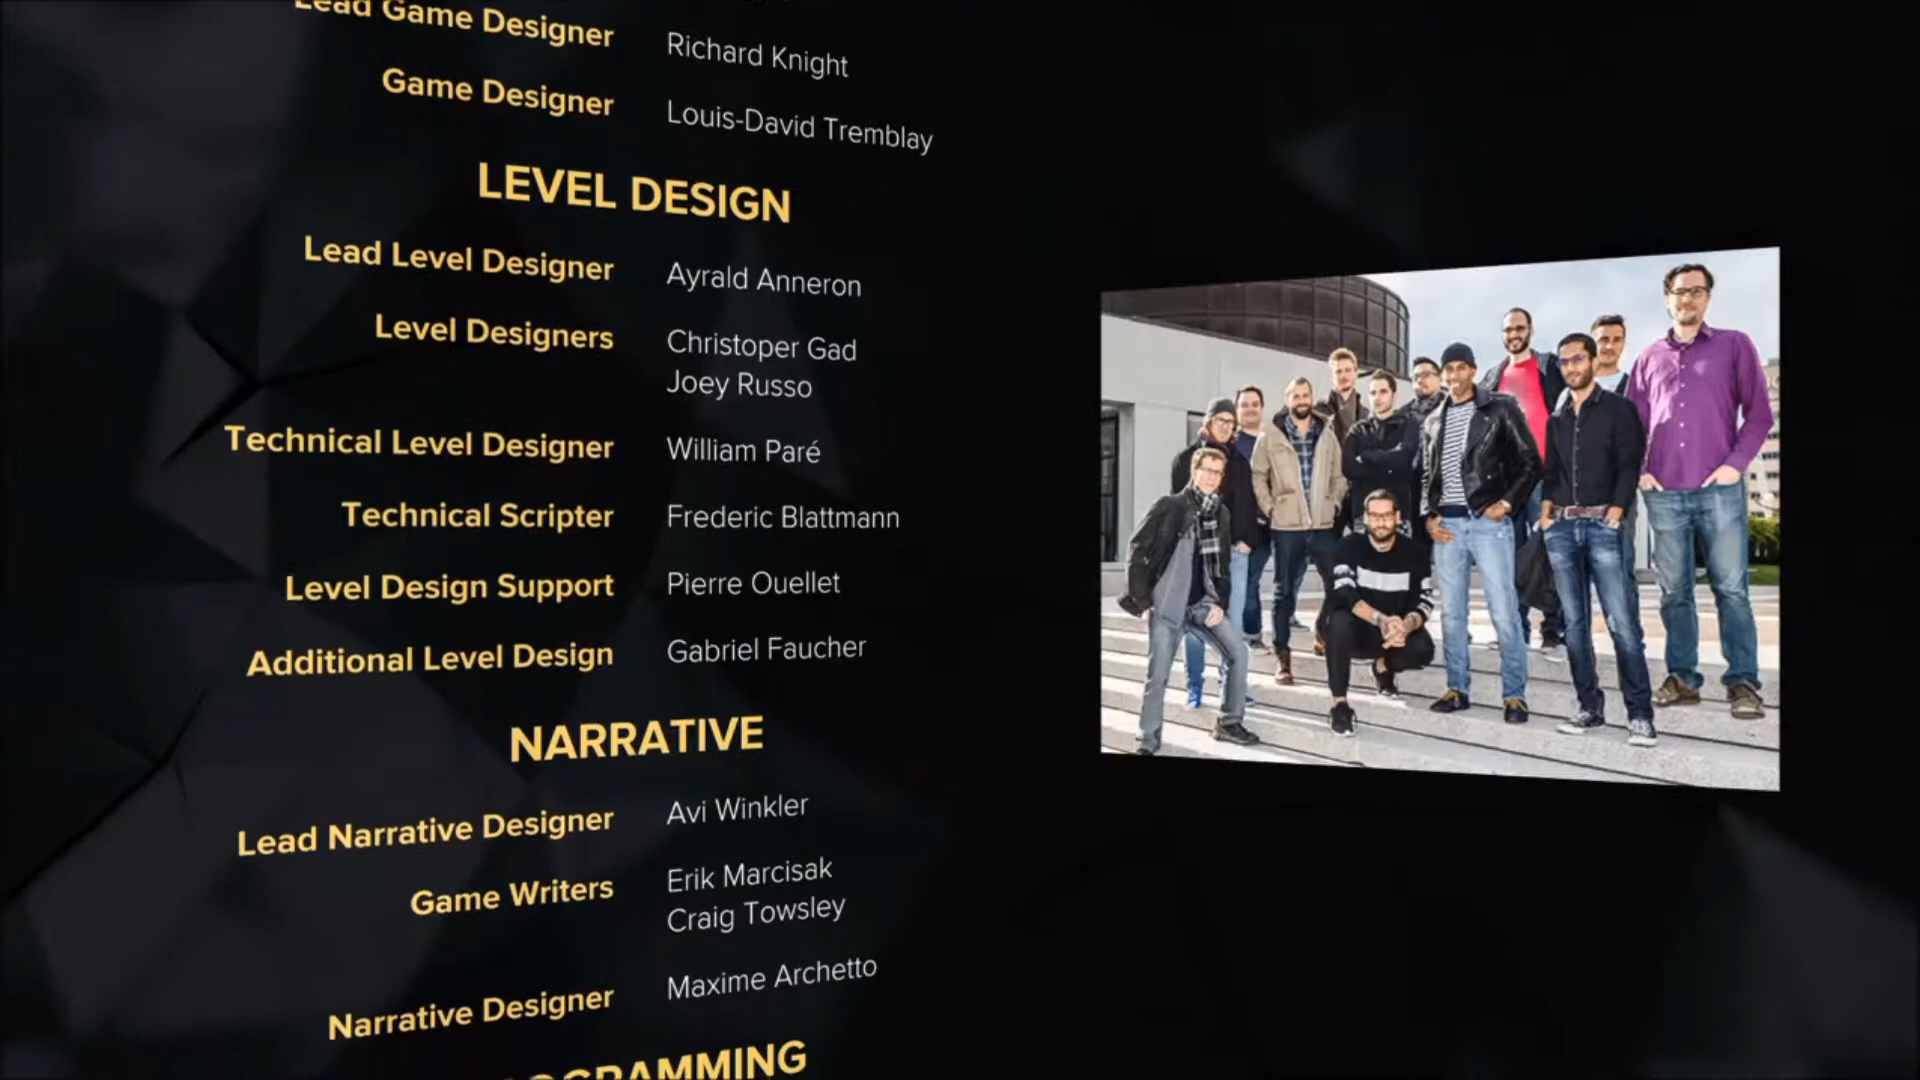 Lead Game Designer Richard Knight
Game Designer Louis-David Tremblay
LEVEL DESIGN
Lead Level Designer Ayrald Anneron
Level Designers Christoper Gad
Joey Russo
Technical Level Designer William Paré
Technical Scripter Frederic Blattmann
Level Design Support Pierre Ouellet
Additional Level Design Gabriel Faucher
NARRATIVE
Lead Narrative Designer Avi Winkler
Game Writers Erik Marcisak
Craig Towsley
Narrative Designer Maxime Archetto